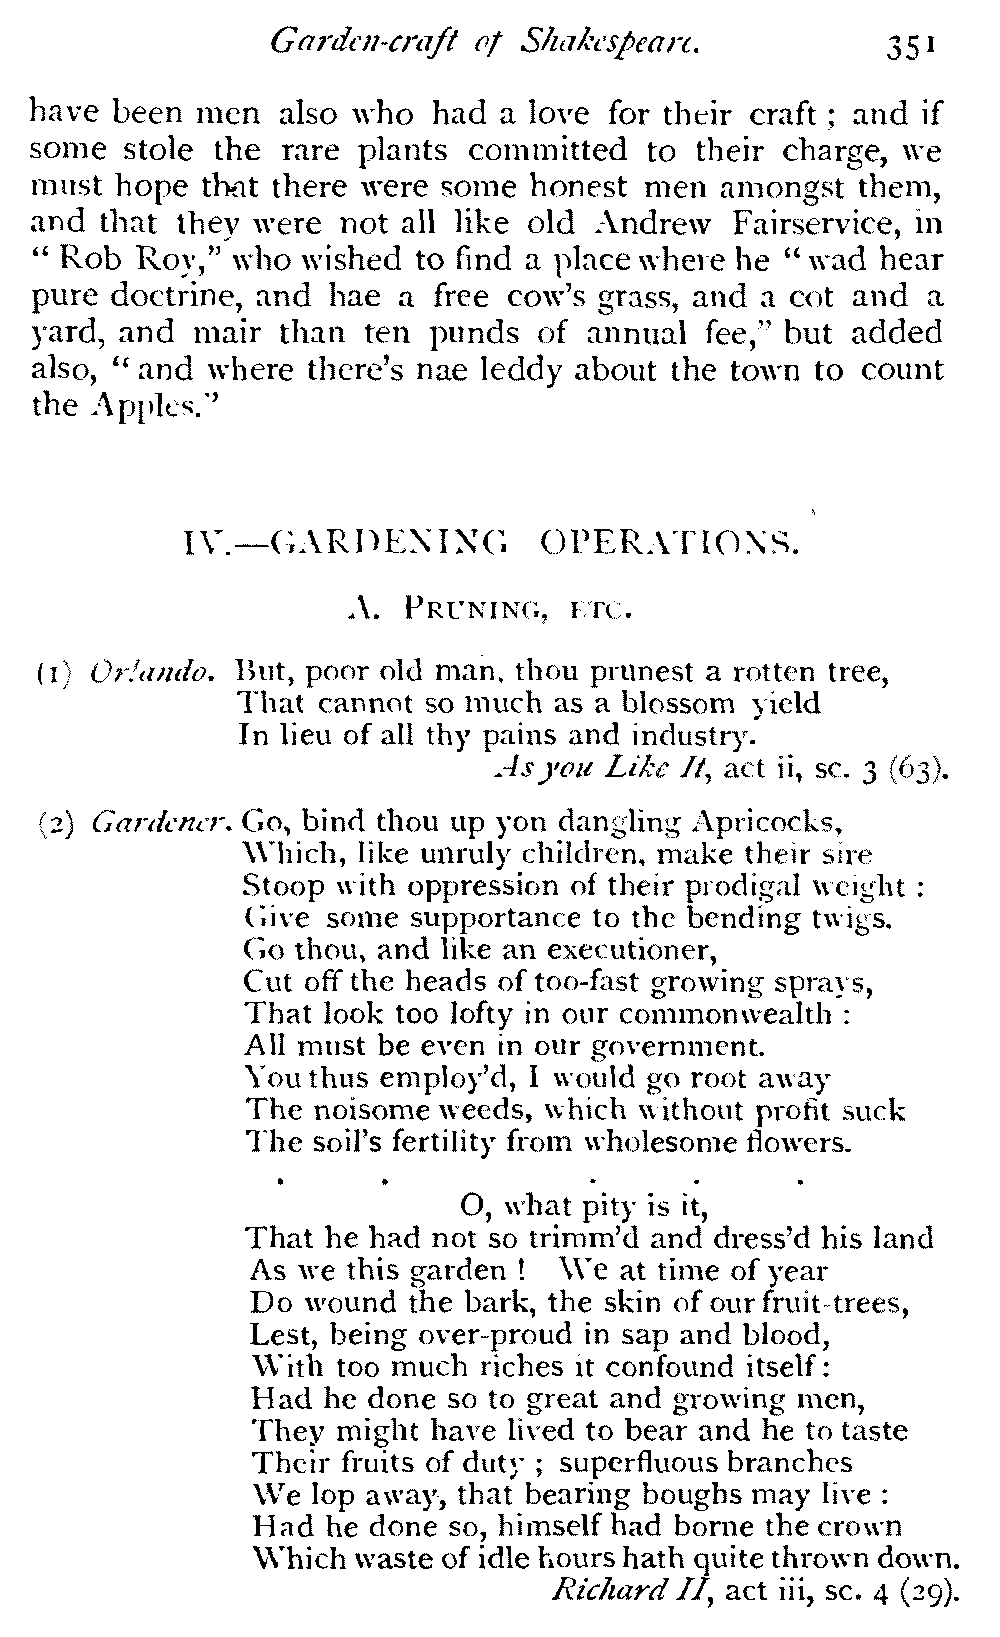 Garden-craft of Shakespeare. 351
have been men also who had a love for their craft ; and if
some stole the rare plants committed to their charge, we
must hope that there were some honest men amongst them,
and that they were not all like old Andrew Fairservice, in
“ Rob Roy,” who wished to find a place where he “ wad hear
pure doctrine, and hae a free cow’s grass, and a cot and a
yard, and mair than ten punds of annual fee,” but added
also, “ and where there’s nae leddy about the town to count
the Apples.”
IV.—GARDENING OPERATIONS.
A. PRUNING, ETC.
(1) Orlando. But, poor old man, thou prunest a rotten tree,
That cannot so much as a blossom yield
In lieu of all thy pains and industry.
As you Like It, act ii, sc. 3 (63).
(2) Gardener. Go, bind thou up yon dangling Apricocks,
Which, like unruly children, make their sire
Stoop with oppression of their prodigal weight :
Give some supportance to the bending twigs.
Go thou, and like an executioner,
Cut off the heads of too-fast growing sprays,
That look too lofty in our commonwealth :
All must be even in our government.
You thus employ’d, I would go root away
The noisome weeds, which without profit suck
The soil’s fertility from wholesome flowers.
. . . . .
O, what pity is it,
That he had not so trimm’d and dress’d his land
As we this garden ! We at time of year
Do wound the bark, the skin of our fruit-trees,
Lest, being over-proud in sap and blood,
With too much riches it confound itself :
Had he done so to great and growing men,
They might have lived to bear and he to taste
Their fruits of duty ; superfluous branches
We lop away, that bearing boughs may live :
Had he done so, himself had borne the crown
Which waste of idle hours hath quite thrown down.
Richard II, act iii, sc. 4 (29).